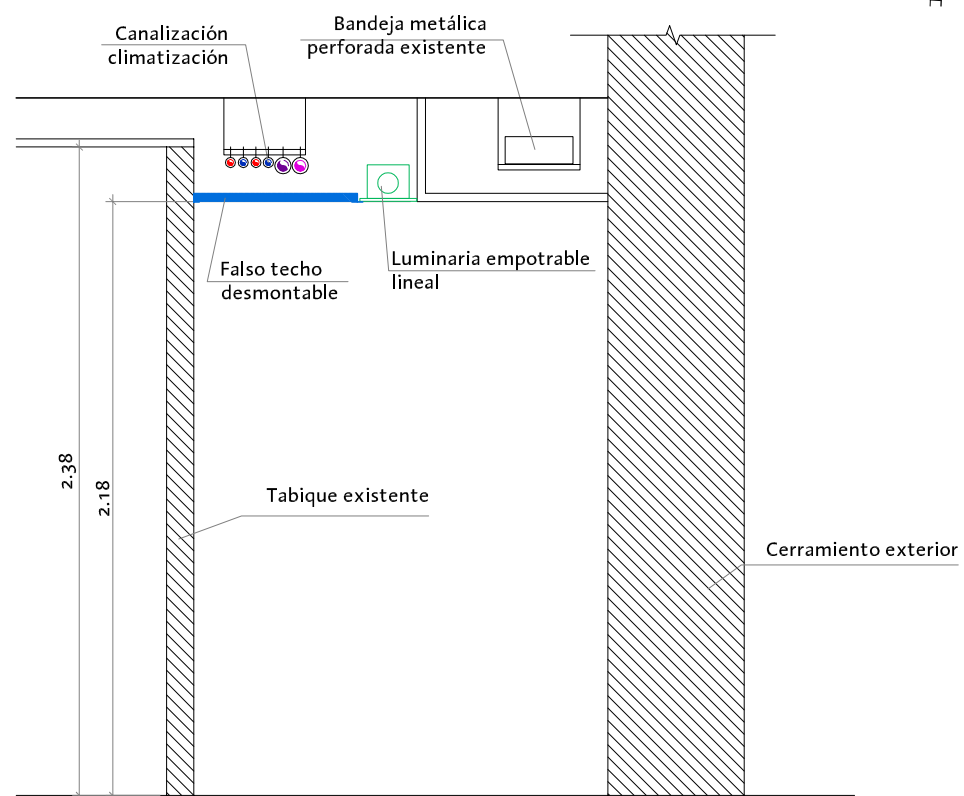 Bandeja metálica
perforada existente
Canalización
climatización
Luminaria empotrable
lineal
Falso techo
desmontable
2.38
2.18
Tabique existente
Cerramiento exterior